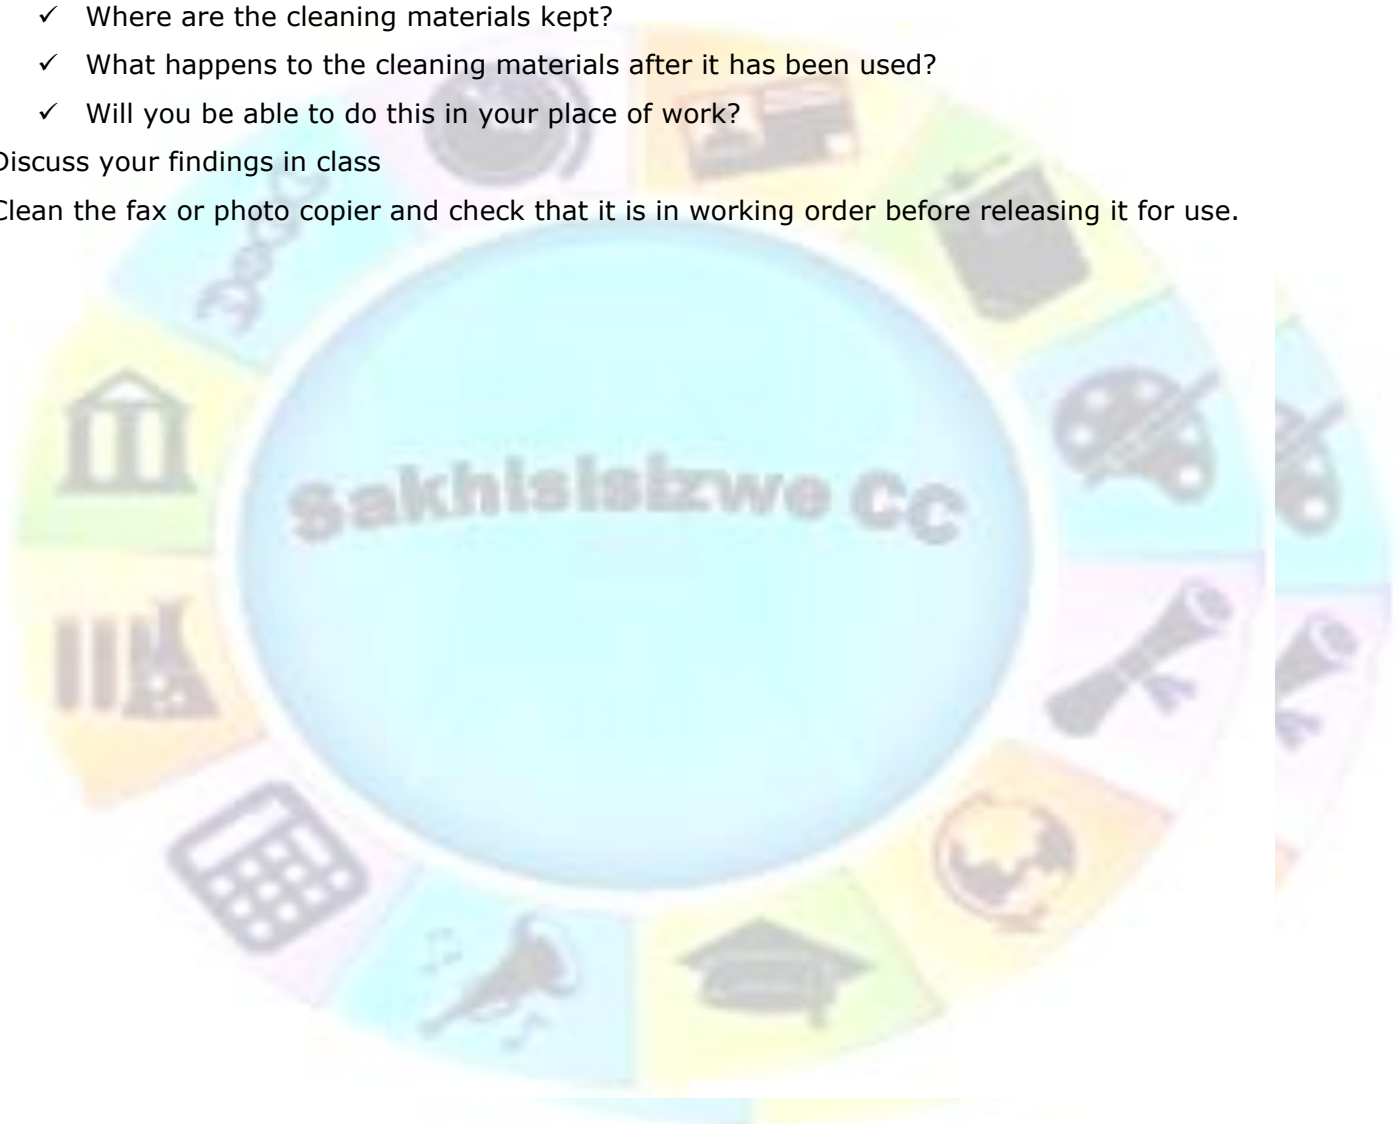 ✓ Where are the cleaning materials kept?
✓ What happens to the cleaning materials after it has been used?
✓ Will you be able to do this in your place of work?
Discuss your findings in class
Clean the fax or photo copier and check that it is in working order before releasing it for use.
Sakhisisizwe CC